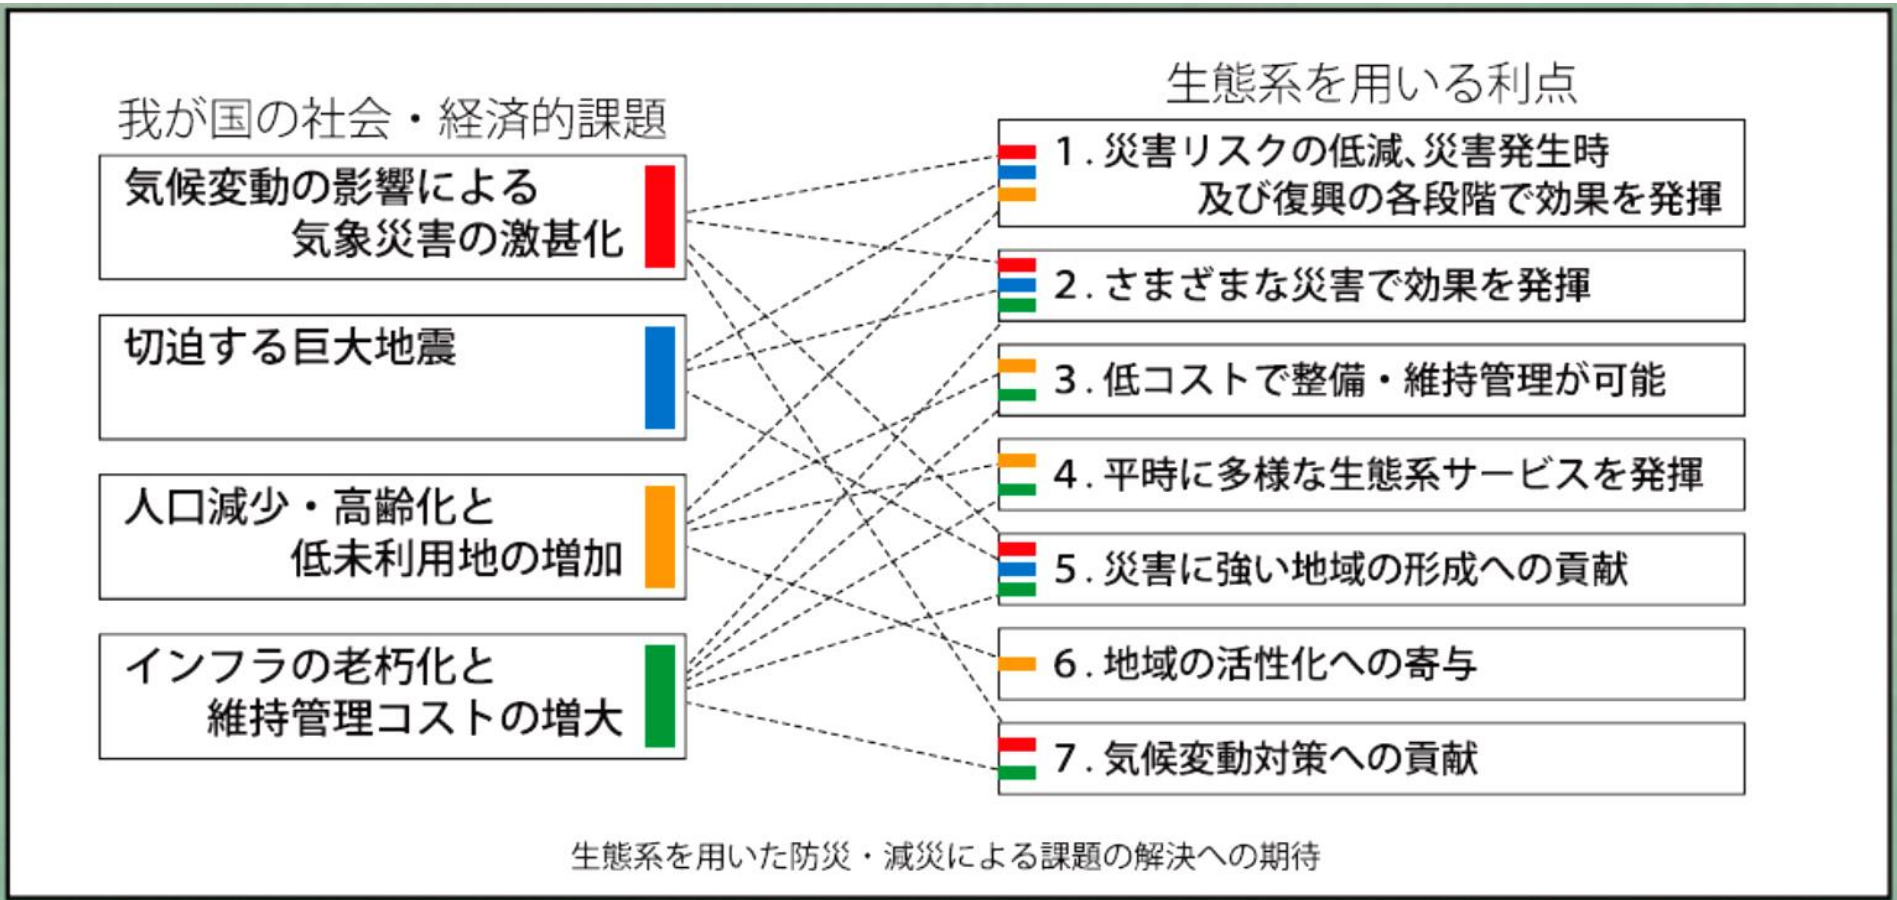 我が国の社会・経済的課題
気候変動の影響による
気象災害の激甚化
切迫する巨大地震
人口減少・高齢化と
低未利用地の増加
インフラの老朽化と
維持管理コストの増大
生態系を用いる利点
1．災害リスクの低減、災害発生時
及び復興の各段階で効果を発揮
2．さまざまな災害で効果を発揮
3．低コストで整備・維持管理が可能
4．平時に多様な生態系サービスを発揮
5．災害に強い地域の形成への貢献
6．地域の活性化への寄与
7．気候変動対策への貢献
生態系を用いた防災・減災による課題の解決への期待